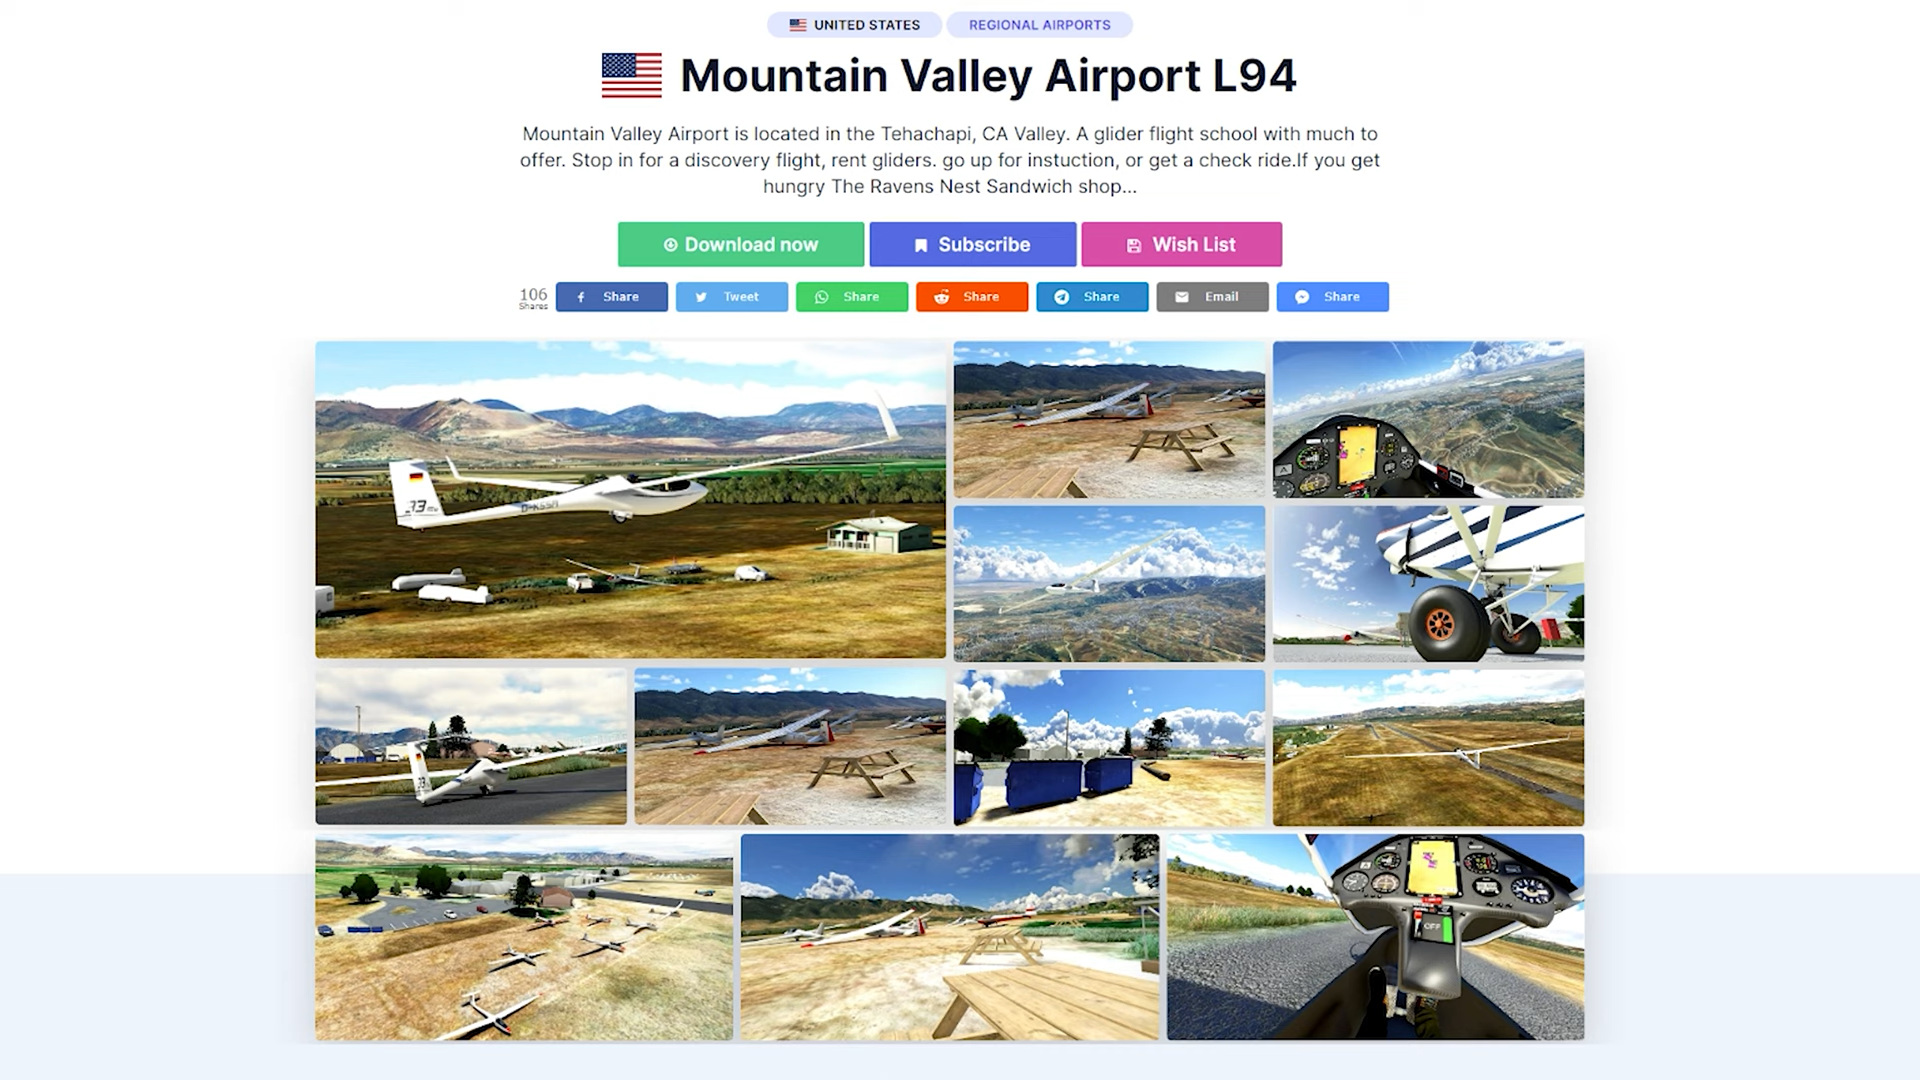 UNITED STATES
REGIONAL AIRPORTS
Mountain Valley Airport L94
Mountain Valley Airport is located in the Tehachapi, CA Valley. A glider flight school with much to
offer. Stop in for a discovery flight, rent gliders. go up for instuction, or get a check ride.If you get
hungry The Ravens Nest Sandwich shop...
Download now
Subscribe
Wish List
106
Shares
Share
Tweet
Share
Share
Share
Email
Share
33
D-KSSM
OFF